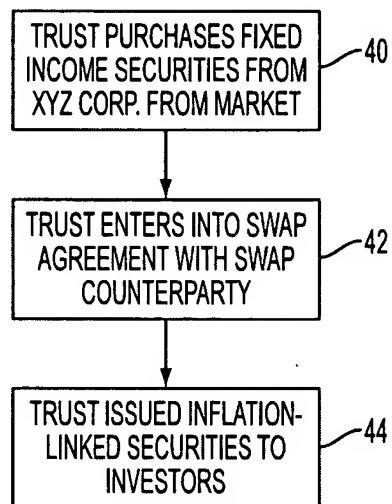 TRUST PURCHASES FIXED
INCOME SECURITIES FROM
XYZ CORP. FROM MARKET
40
TRUST ENTERS INTO SWAP
AGREEMENT WITH SWAP
COUNTERPARTY
42
TRUST ISSUED INFLATION-
LINKED SECURITIES TO
INVESTORS
44